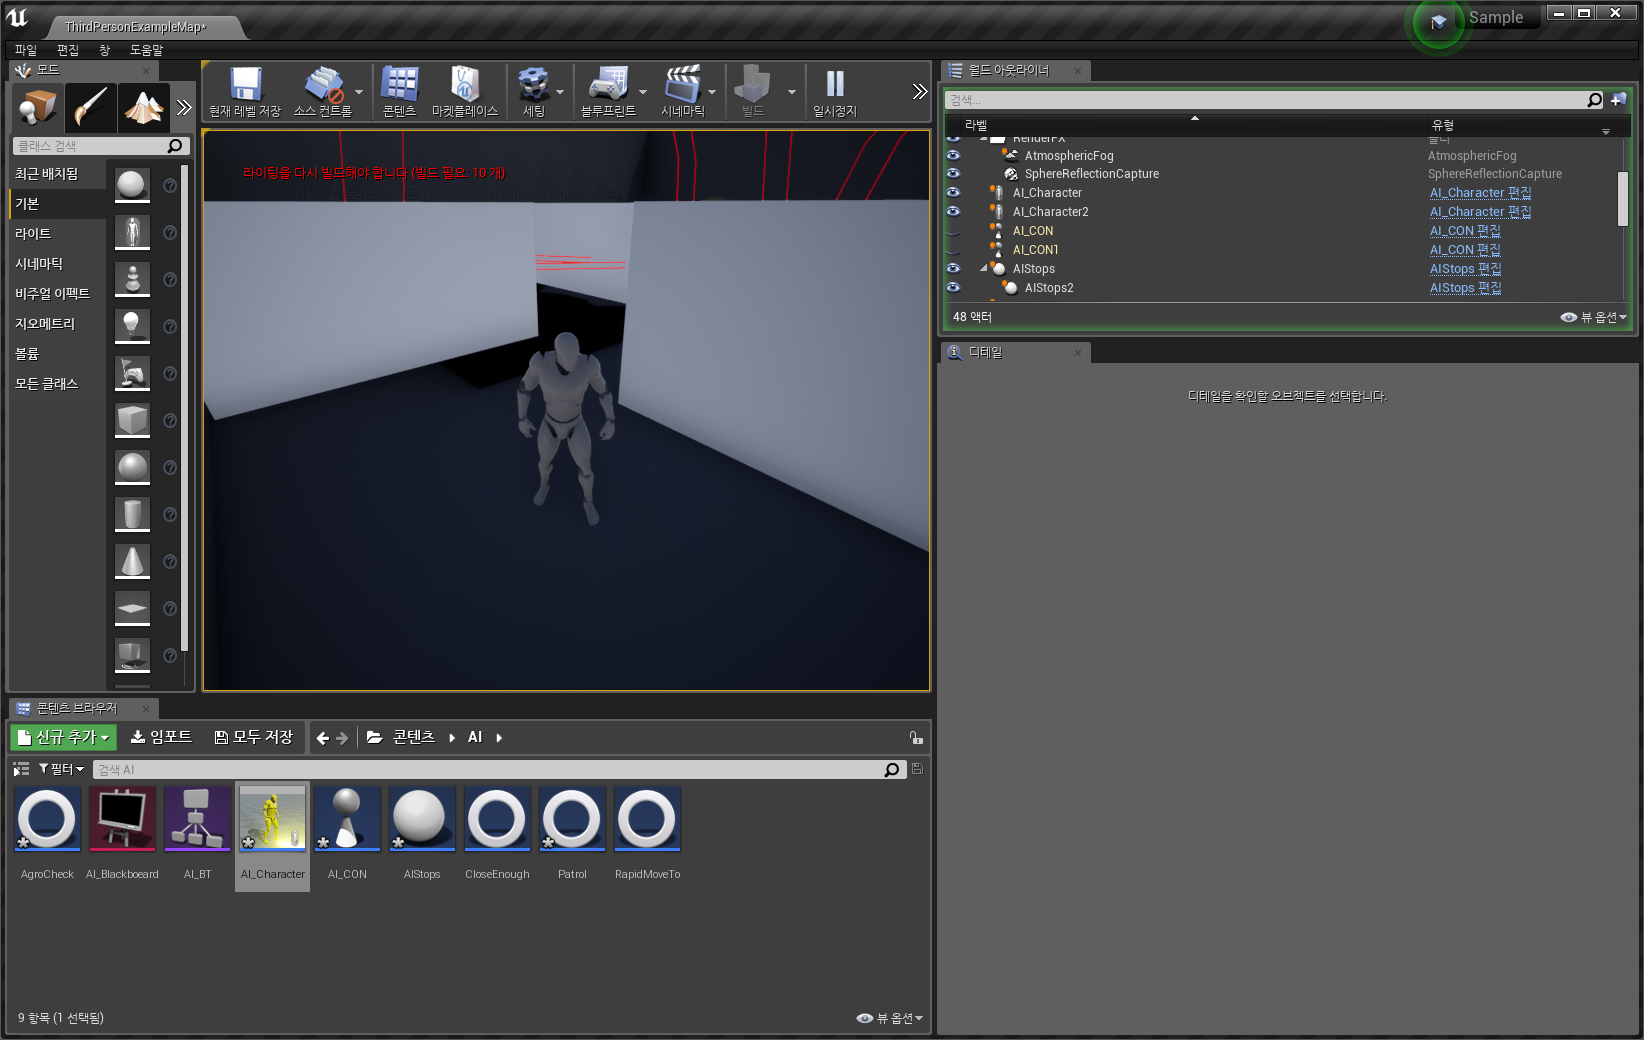 ThirdPersonExampleMap*
Sample
파일 편집 창 도움말
모드
현재 레벨 저장 소스 컨트롤 콘텐츠 마켓플레이스 세팅 블루프린트 시네마틱 빌드 일시정지
클래스 검색
최근 배치됨
기본
라이트
시네마틱
비주얼 이펙트
지오메트리
볼륨
모든 클래스
라이팅을 다시 빌드해야 합니다 (빌드 필요: 10 개)
월드 아웃라이너
검색...
라벨 유형
RenderFX 폴더
AtmosphericFog AtmosphericFog
SphereReflectionCapture SphereReflectionCapture
AI_Character AI_Character 편집
AI_Character2 AI_Character 편집
AI_CON AI_CON 편집
AI_CON1 AI_CON 편집
AIStops AIStops 편집
AIStops2 AIStops 편집
48 액터 뷰 옵션
디테일
디테일을 확인할 오브젝트를 선택합니다.
콘텐츠 브라우저
신규 추가 임포트 모두 저장 콘텐츠 AI
필터 검색 AI
AgroCheck AI_Blackboeard AI_BT AI_Character AI_CON AIStops CloseEnough Patrol RapidMoveTo
9 항목 (1 선택됨) 뷰 옵션